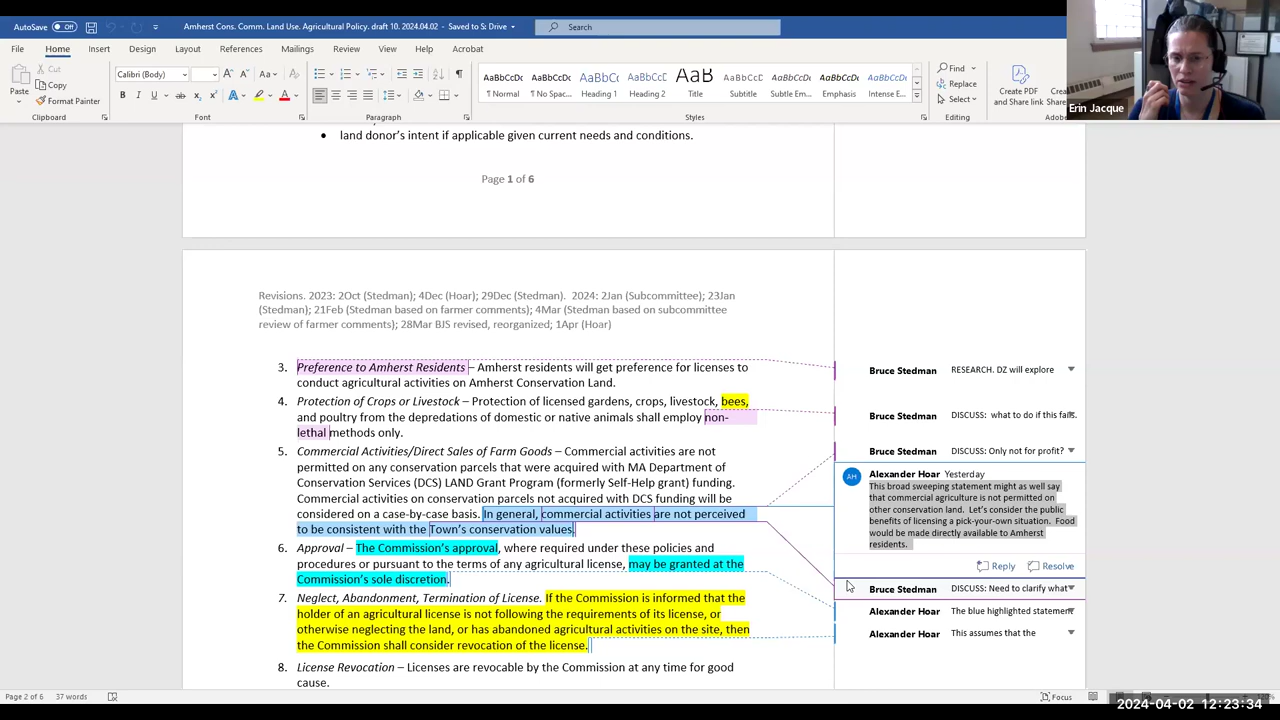 AutoSave Off Amherst Cons. Comm. Land Use. Agricultural Policy. draft 10. 2024.04.02 - Saved to S: Drive Search
File Home Insert Design Layout References Mailings Review View Help Acrobat
Paste Cut Copy Format Painter
Calibri (Body)
Clipboard Font Paragraph Styles Editing
AaBbCcDc AaBbCcDc AaBbC AaBbCcC AaB AaBbCcD AaBbCcDc AaBbCcDc AaBbCcDc
¶ Normal ¶ No Spac... Heading 1 Heading 2 Title Subtitle Subtle Em... Emphasis Intense E...
Find Replace Select
Create PDF and Share link
Erin Jacque
• land donor's intent if applicable given current needs and conditions.
Page 1 of 6
Revisions. 2023: 2Oct (Stedman); 4Dec (Hoar); 29Dec (Stedman). 2024: 2Jan (Subcommittee); 23Jan
(Stedman); 21Feb (Stedman based on farmer comments); 4Mar (Stedman based on subcommittee
review of farmer comments); 28Mar BJS revised, reorganized; 1Apr (Hoar)
3. Preference to Amherst Residents – Amherst residents will get preference for licenses to
conduct agricultural activities on Amherst Conservation Land.
4. Protection of Crops or Livestock – Protection of licensed gardens, crops, livestock, bees,
and poultry from the depredations of domestic or native animals shall employ non-
lethal methods only.
5. Commercial Activities/Direct Sales of Farm Goods – Commercial activities are not
permitted on any conservation parcels that were acquired with MA Department of
Conservation Services (DCS) LAND Grant Program (formerly Self-Help grant) funding.
Commercial activities on conservation parcels not acquired with DCS funding will be
considered on a case-by-case basis. In general, commercial activities are not perceived
to be consistent with the Town's conservation values.
6. Approval – The Commission's approval, where required under these policies and
procedures or pursuant to the terms of any agricultural license, may be granted at the
Commission's sole discretion.
7. Neglect, Abandonment, Termination of License. If the Commission is informed that the
holder of an agricultural license is not following the requirements of its license, or
otherwise neglecting the land, or has abandoned agricultural activities on the site, then
the Commission shall consider revocation of the license.
8. License Revocation – Licenses are revocable by the Commission at any time for good
cause.
Bruce Stedman RESEARCH. DZ will explore
Bruce Stedman DISCUSS: what to do if this fails.
Bruce Stedman DISCUSS: Only not for profit?
AH Alexander Hoar Yesterday
This broad sweeping statement might as well say
that commercial agriculture is not permitted on
other conservation land. Let's consider the public
benefits of licensing a pick-your-own situation. Food
would be made directly available to Amherst
residents.
Reply Resolve
Bruce Stedman DISCUSS: Need to clarify what
Alexander Hoar The blue highlighted statement
Alexander Hoar This assumes that the
Page 2 of 6 37 words Focus
2024-04-02 12:23:34